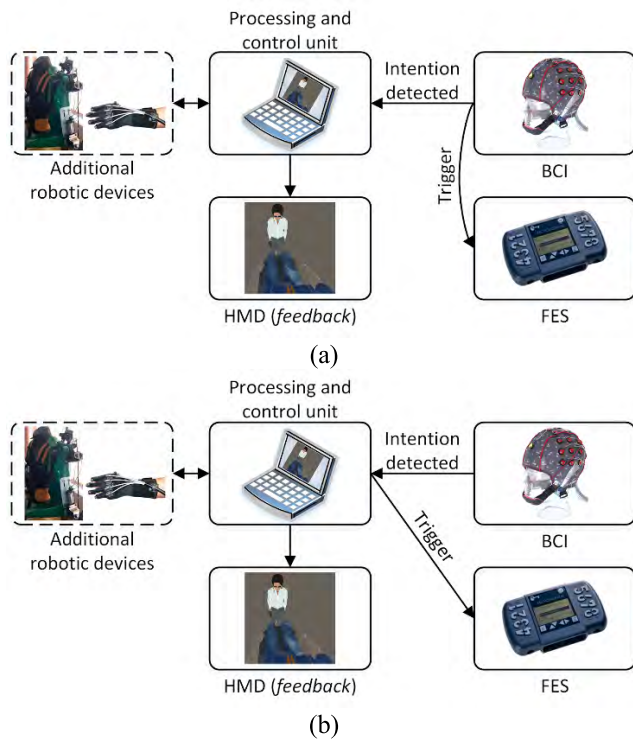 Processing and
control unit
Intention
detected
Additional
robotic devices
BCI
Trigger
HMD (feedback)
FES
(a)
Processing and
control unit
Intention
detected
Additional
robotic devices
BCI
Trigger
HMD (feedback)
FES
(b)